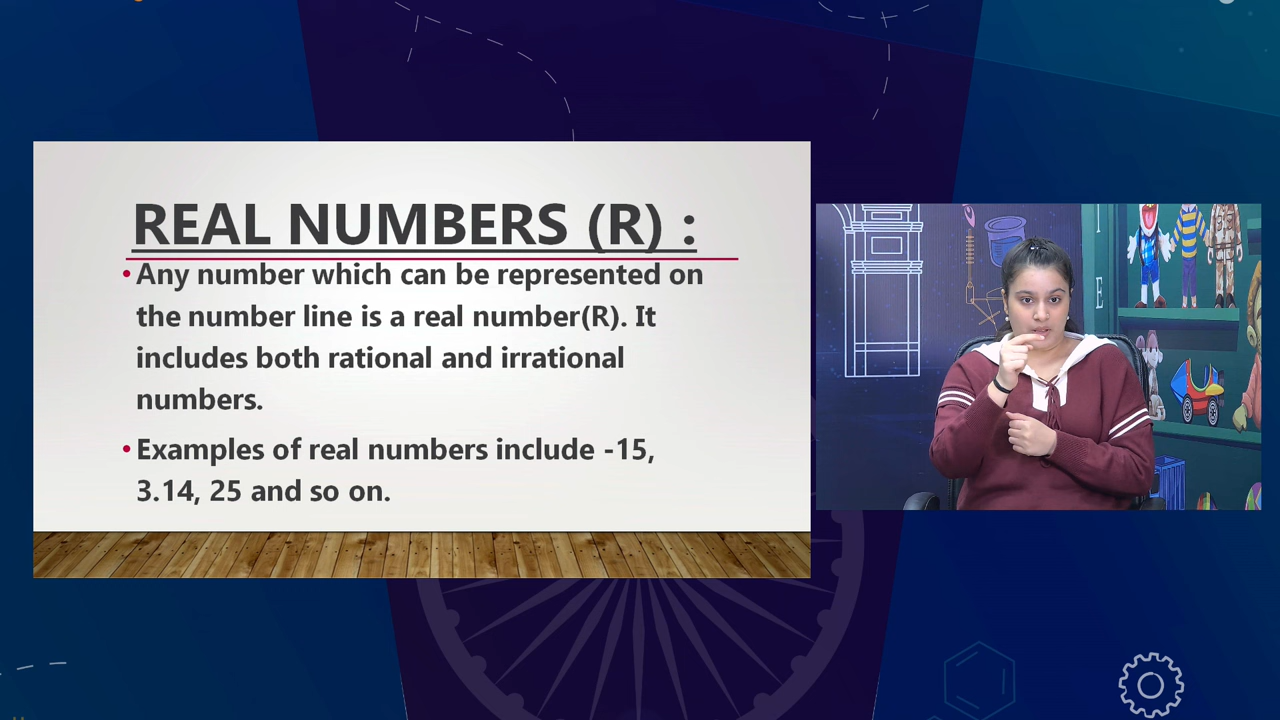 REAL NUMBERS (R) :
•Any number which can be represented on
the number line is a real number(R). It
includes both rational and irrational
numbers.
•Examples of real numbers include -15,
3.14, 25 and so on.
I
E